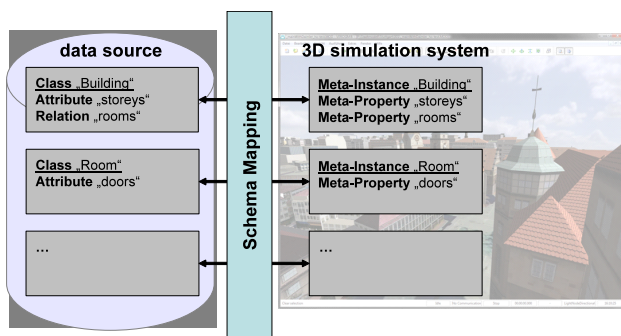 data source
3D simulation system
Class „Building“
Attribute „storeys“
Relation „rooms“
Meta-Instance „Building“
Meta-Property „storeys“
Meta-Property „rooms“
Schema Mapping
Class „Room“
Attribute „doors“
Meta-Instance „Room“
Meta-Property „doors“
...
...